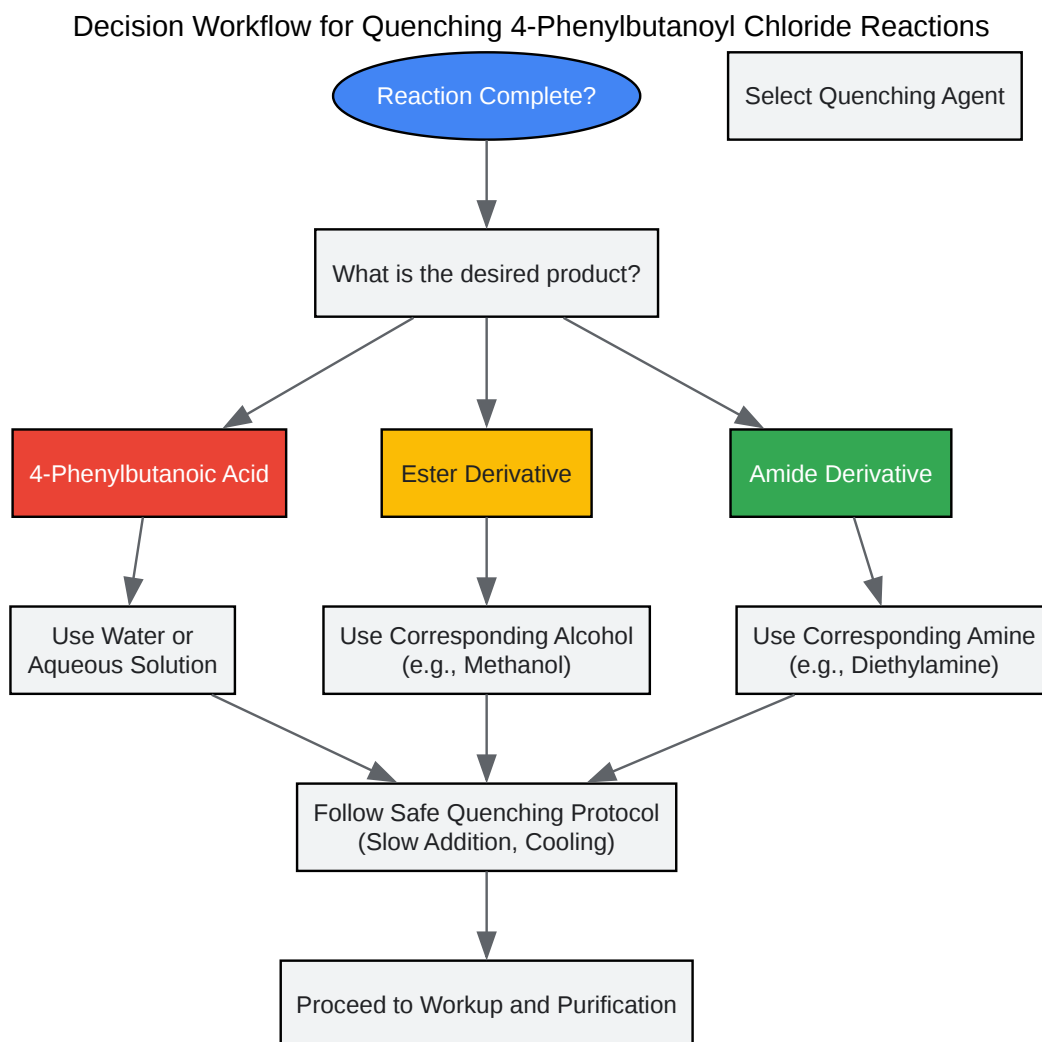 Decision Workflow for Quenching 4-Phenylbutanoyl Chloride Reactions
Reaction Complete?
Select Quenching Agent
What is the desired product?
4-Phenylbutanoic Acid
Ester Derivative
Amide Derivative
Use Water or
Aqueous Solution
Use Corresponding Alcohol
(e.g., Methanol)
Use Corresponding Amine
(e.g., Diethylamine)
Follow Safe Quenching Protocol
(Slow Addition, Cooling)
Proceed to Workup and Purification